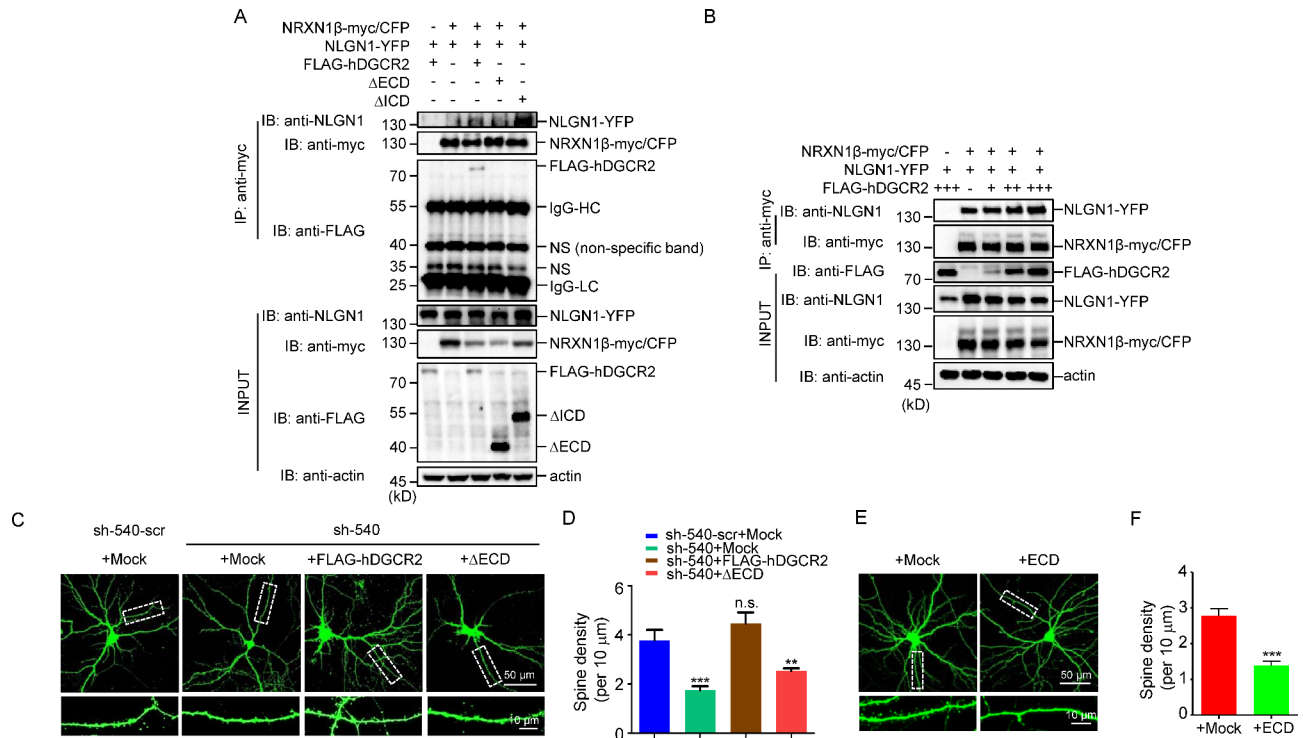 A
NRXN1β-myc/CFP - + + + +
NLGN1-YFP + + + + +
FLAG-hDGCR2 + - + - -
ΔECD - - - + -
ΔICD - - - - +
IP: anti-myc
IB: anti-NLGN1 130 NLGN1-YFP
IB: anti-myc 130 NRXN1β-myc/CFP
FLAG-hDGCR2
70
55 IgG-HC
IB: anti-FLAG
40 NS (non-specific band)
35 NS
25 IgG-LC
INPUT
IB: anti-NLGN1 130 NLGN1-YFP
IB: anti-myc 130 NRXN1β-myc/CFP
FLAG-hDGCR2
70
IB: anti-FLAG 55 ΔICD
40 ΔECD
IB: anti-actin 45 actin
(kD)
B
NRXN1β-myc/CFP - + + + +
NLGN1-YFP + + + + +
FLAG-hDGCR2 +++ - + ++ +++
IP: anti-myc
IB: anti-NLGN1 130 NLGN1-YFP
IB: anti-myc 130 NRXN1β-myc/CFP
INPUT
IB: anti-FLAG 70 FLAG-hDGCR2
IB: anti-NLGN1 130 NLGN1-YFP
IB: anti-myc 130 NRXN1β-myc/CFP
IB: anti-actin 45 actin
(kD)
C
sh-540-scr sh-540
+Mock +Mock +FLAG-hDGCR2 +ΔECD
50 μm
10 μm
D
sh-540-scr+Mock
sh-540+Mock
sh-540+FLAG-hDGCR2
sh-540+ΔECD
Spine density
(per 10 μm)
6
4
2
0
***
n.s.
**
E
+Mock +ECD
50 μm
10 μm
F
Spine density
(per 10 μm)
4
3
2
1
0
***
+Mock +ECD